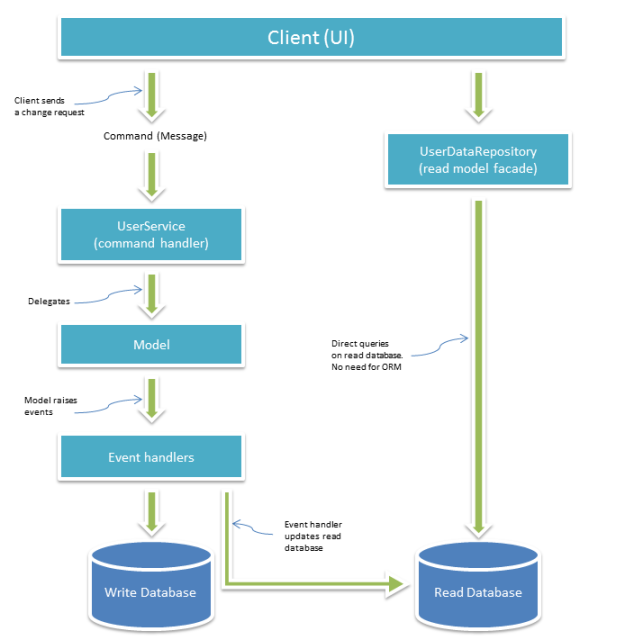 Client (UI)
Client sends
a change request
Command (Message)
UserDataRepository
(read model facade)
UserService
(command handler)
Delegates
Model
Direct queries
on read database.
No need for ORM
Model raises
events
Event handlers
Event handler
updates read
database
Write Database
Read Database